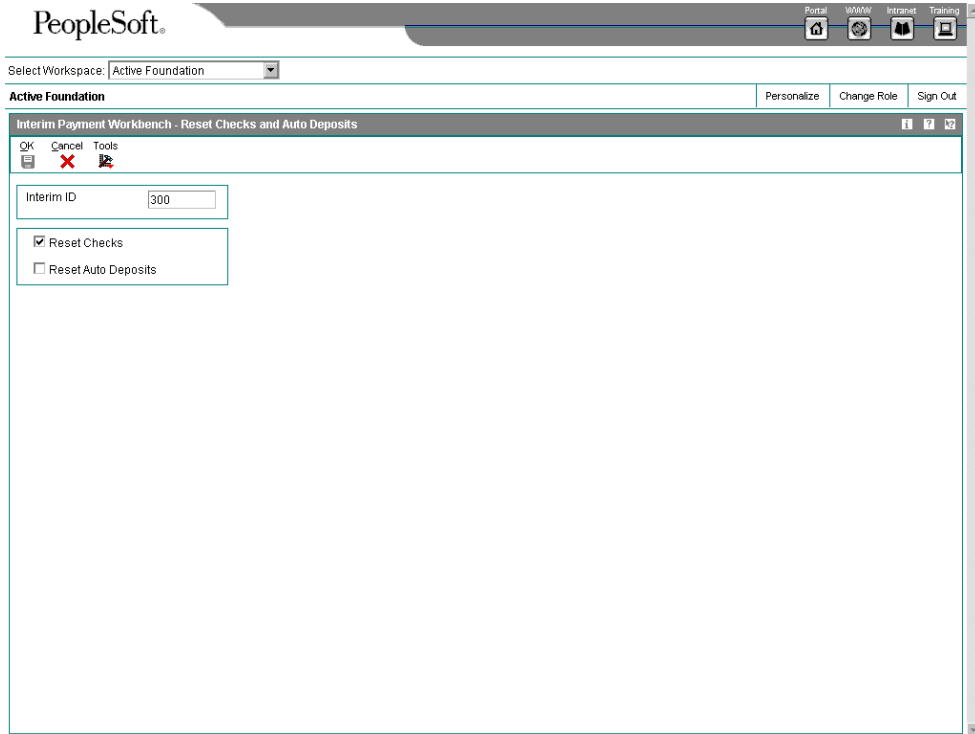 Portal WWW Intranet Training
PeopleSoft®
Select Workspace: Active Foundation
Active Foundation Personalize Change Role Sign Out
Interim Payment Workbench - Reset Checks and Auto Deposits i ? ?
OK Cancel Tools
Interim ID 300
Reset Checks
Reset Auto Deposits